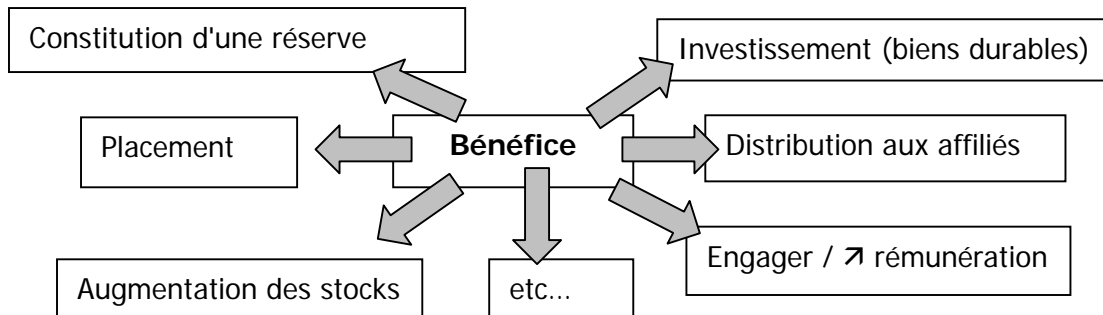 Constitution d'une réserve
Investissement (biens durables)
Placement
Bénéfice
Distribution aux affiliés
Augmentation des stocks
etc...
Engager / ↗ rémunération